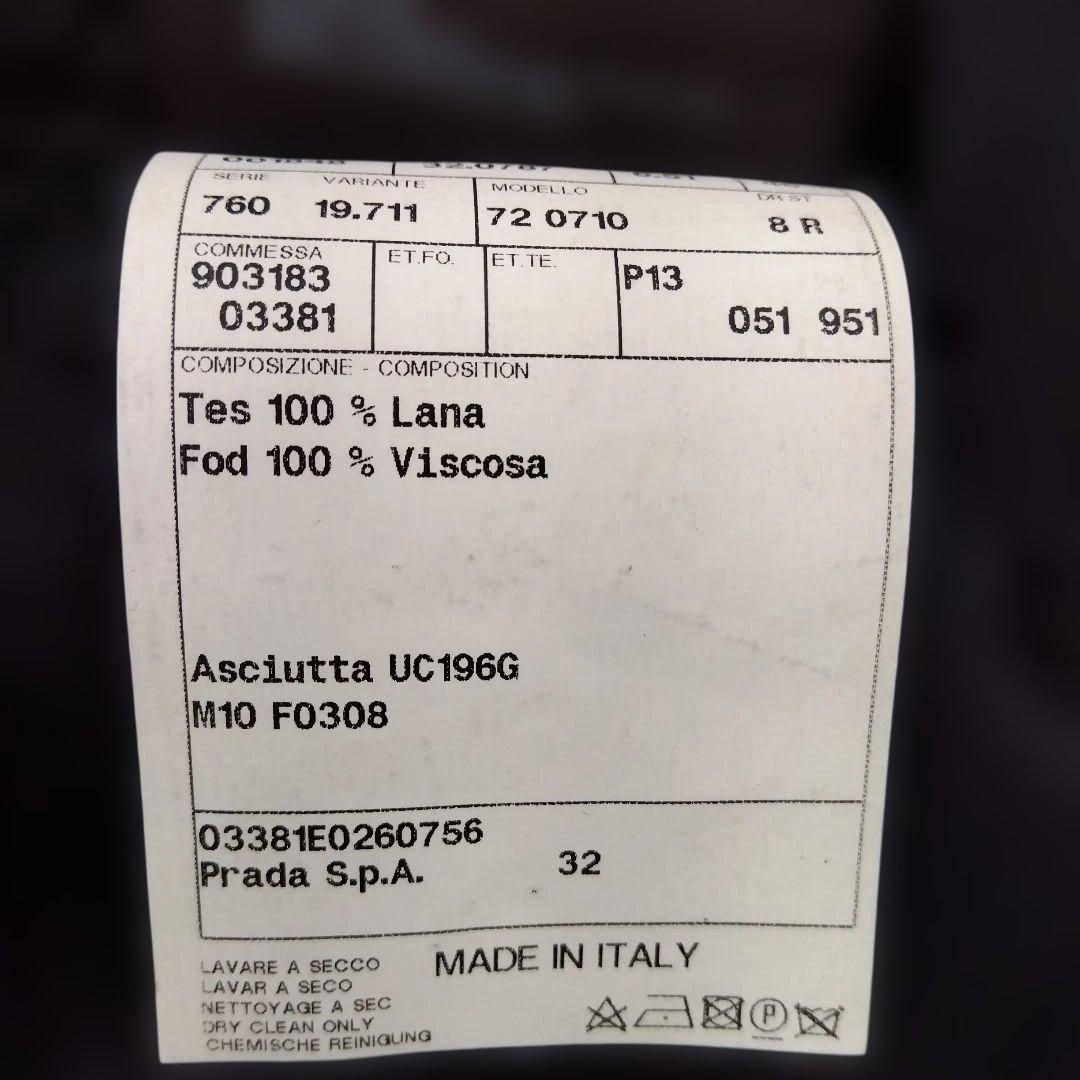 SERIE VARIANTE MODELLO DR ST
760 19.711 72 0710 8 R
COMMESSA ET.FO. ET.TE. P13
903183
03381 051 951
COMPOSIZIONE - COMPOSITION
Tes 100 % Lana
Fod 100 % Viscosa
Asciutta UC196G
M10 F0308
03381E0260756
Prada S.p.A. 32
MADE IN ITALY
LAVARE A SECCO
LAVAR A SECO
NETTOYAGE A SEC
DRY CLEAN ONLY
CHEMISCHE REINIGUNG
P